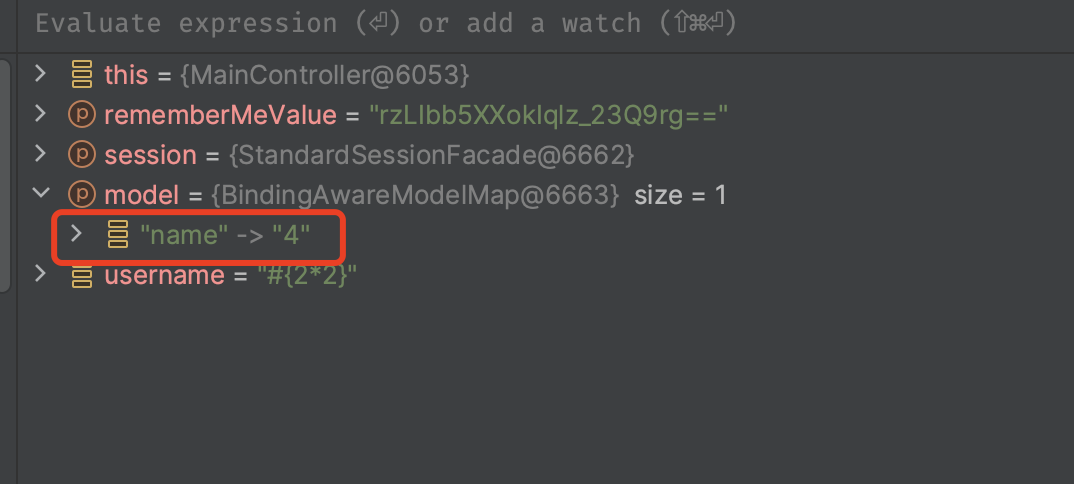 Evaluate expression (⏎) or add a watch (⇧⌘⏎)
this = {MainController@6053}
p rememberMeValue = "rzLIbb5XXokIqlz_23Q9rg=="
p session = {StandardSessionFacade@6662}
p model = {BindingAwareModelMap@6663} size = 1
"name" -> "4"
username = "#{2*2}"